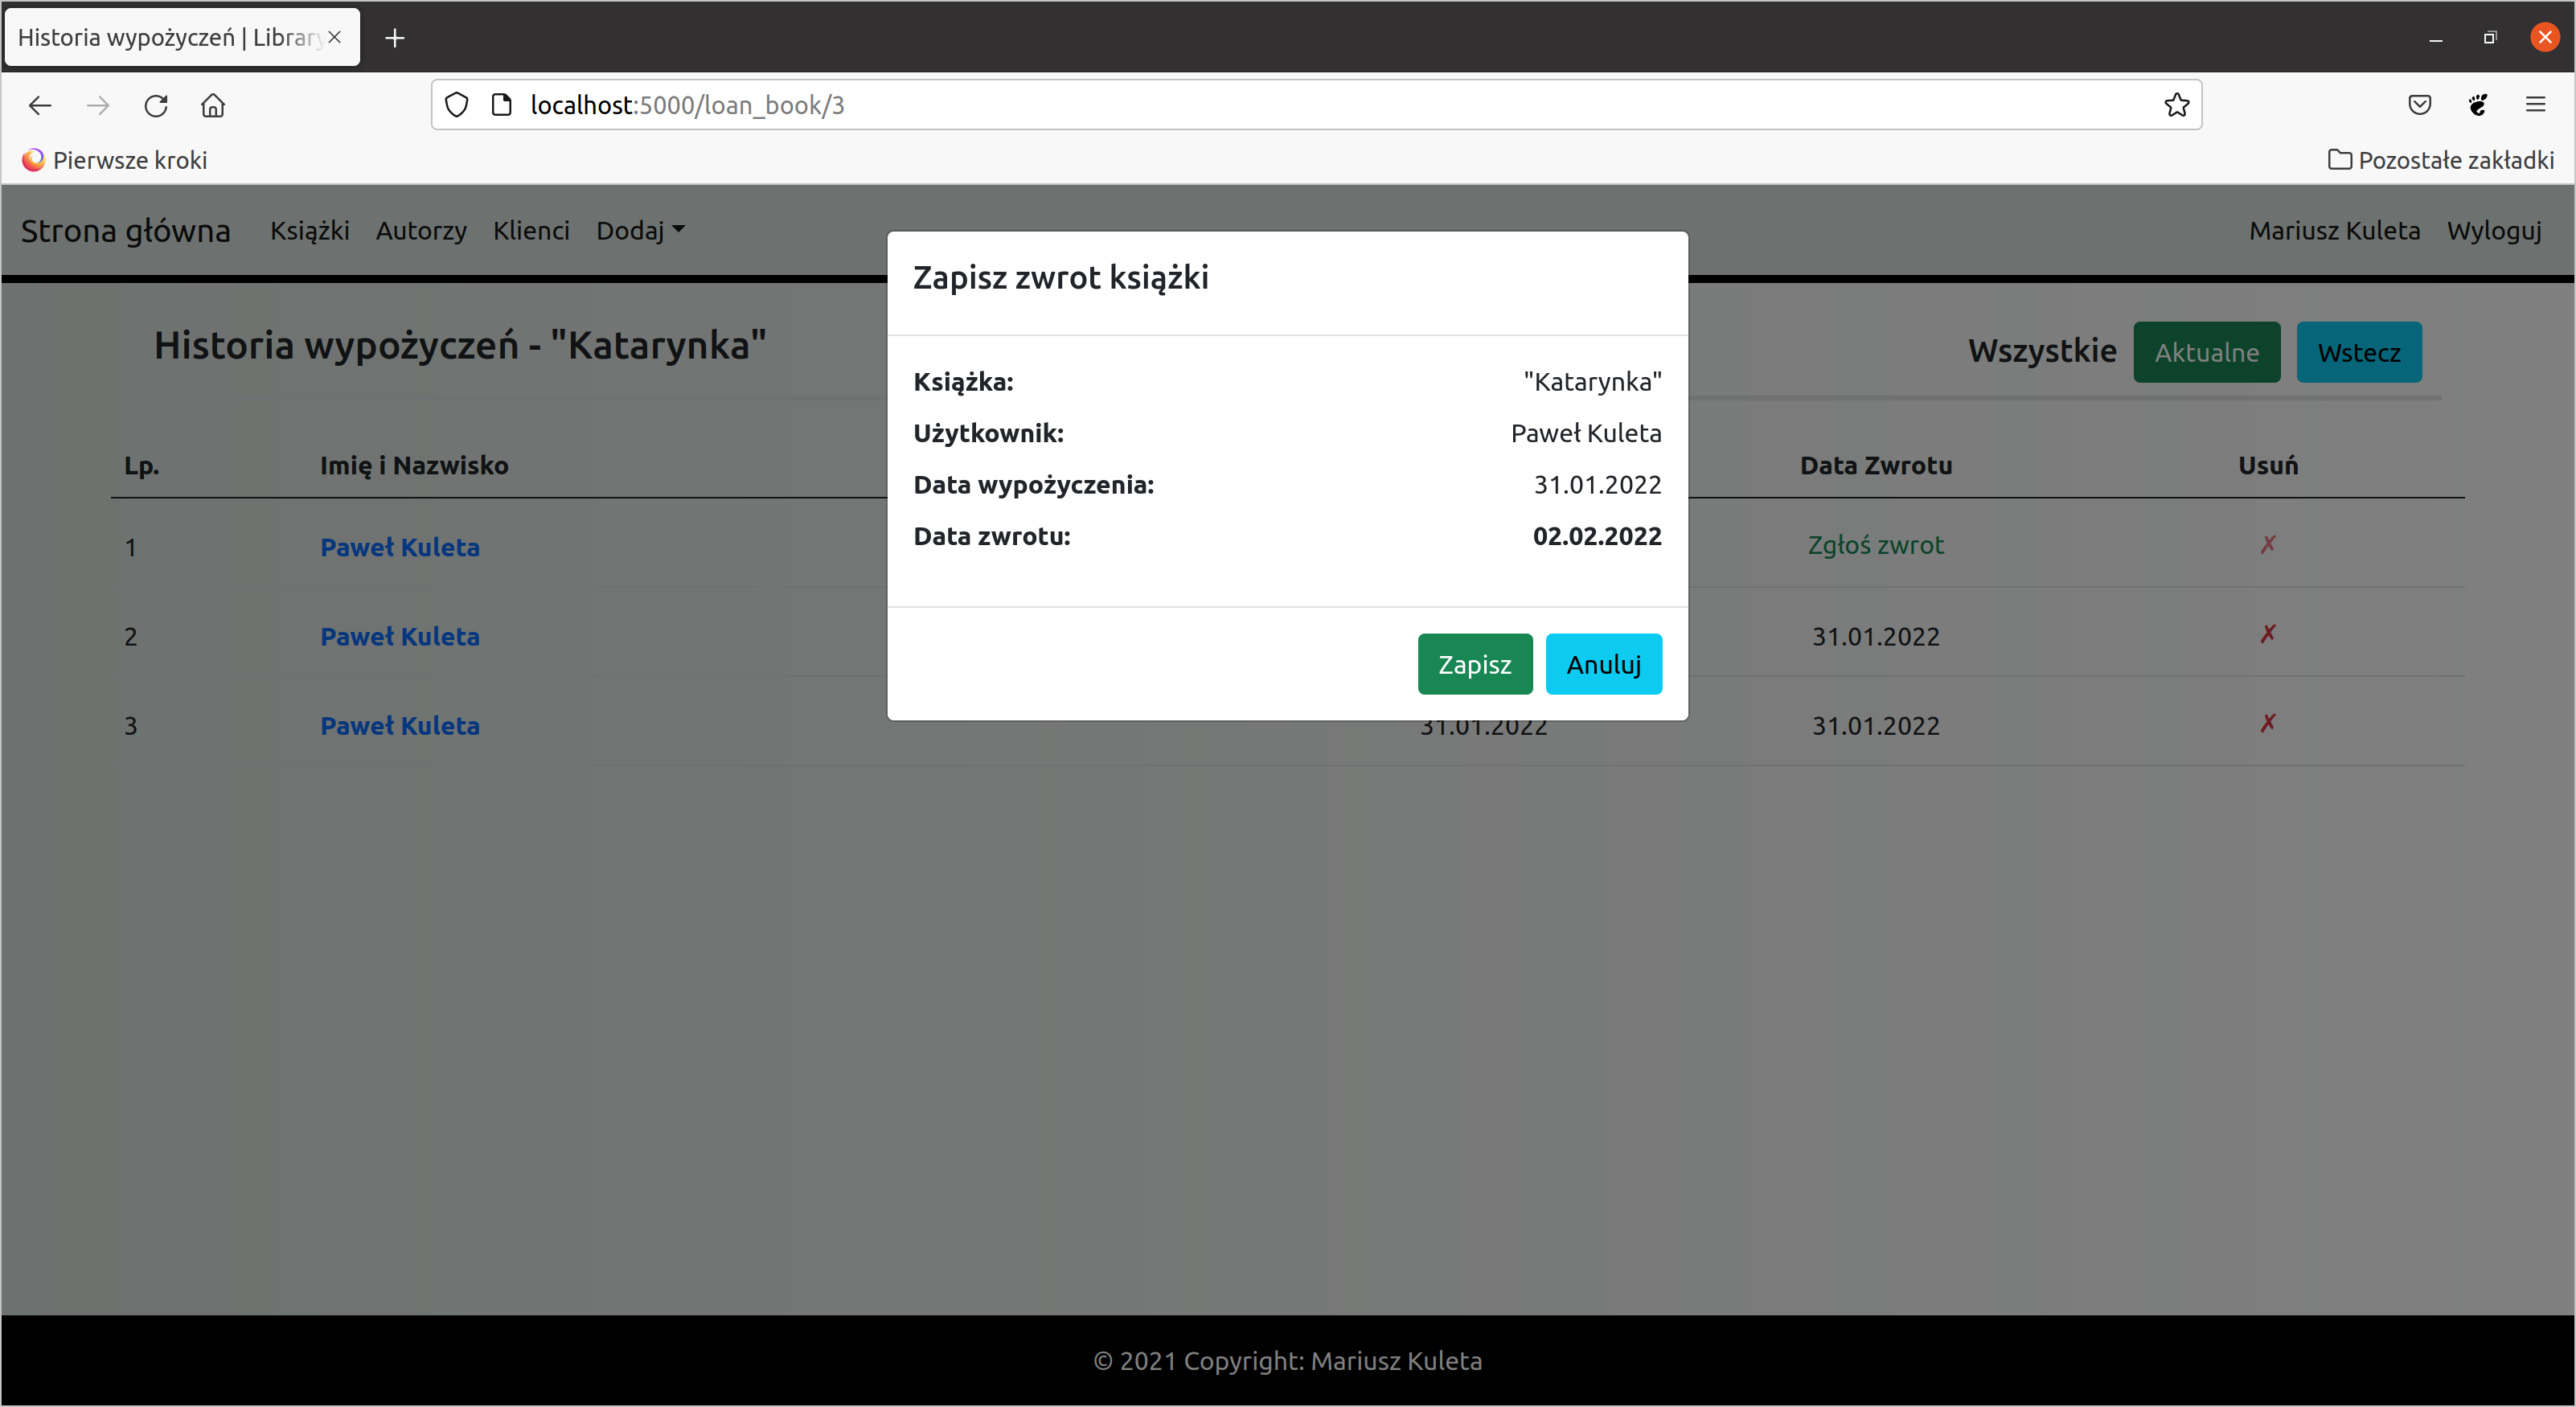 Historia wypożyczeń | Library
localhost:5000/loan_book/3
Pierwsze kroki
Pozostałe zakładki
Strona główna Książki Autorzy Klienci Dodaj Mariusz Kuleta Wyloguj
Zapisz zwrot książki
Historia wypożyczeń - "Katarynka" Wszystkie Aktualne Wstecz
Książka: "Katarynka"
Użytkownik: Paweł Kuleta
Data wypożyczenia: 31.01.2022
Data zwrotu: 02.02.2022
Zapisz Anuluj
Lp. Imię i Nazwisko Data Zwrotu Usuń
1 Paweł Kuleta Zgłoś zwrot ✗
2 Paweł Kuleta 31.01.2022 ✗
3 Paweł Kuleta 31.01.2022 31.01.2022 ✗
© 2021 Copyright: Mariusz Kuleta